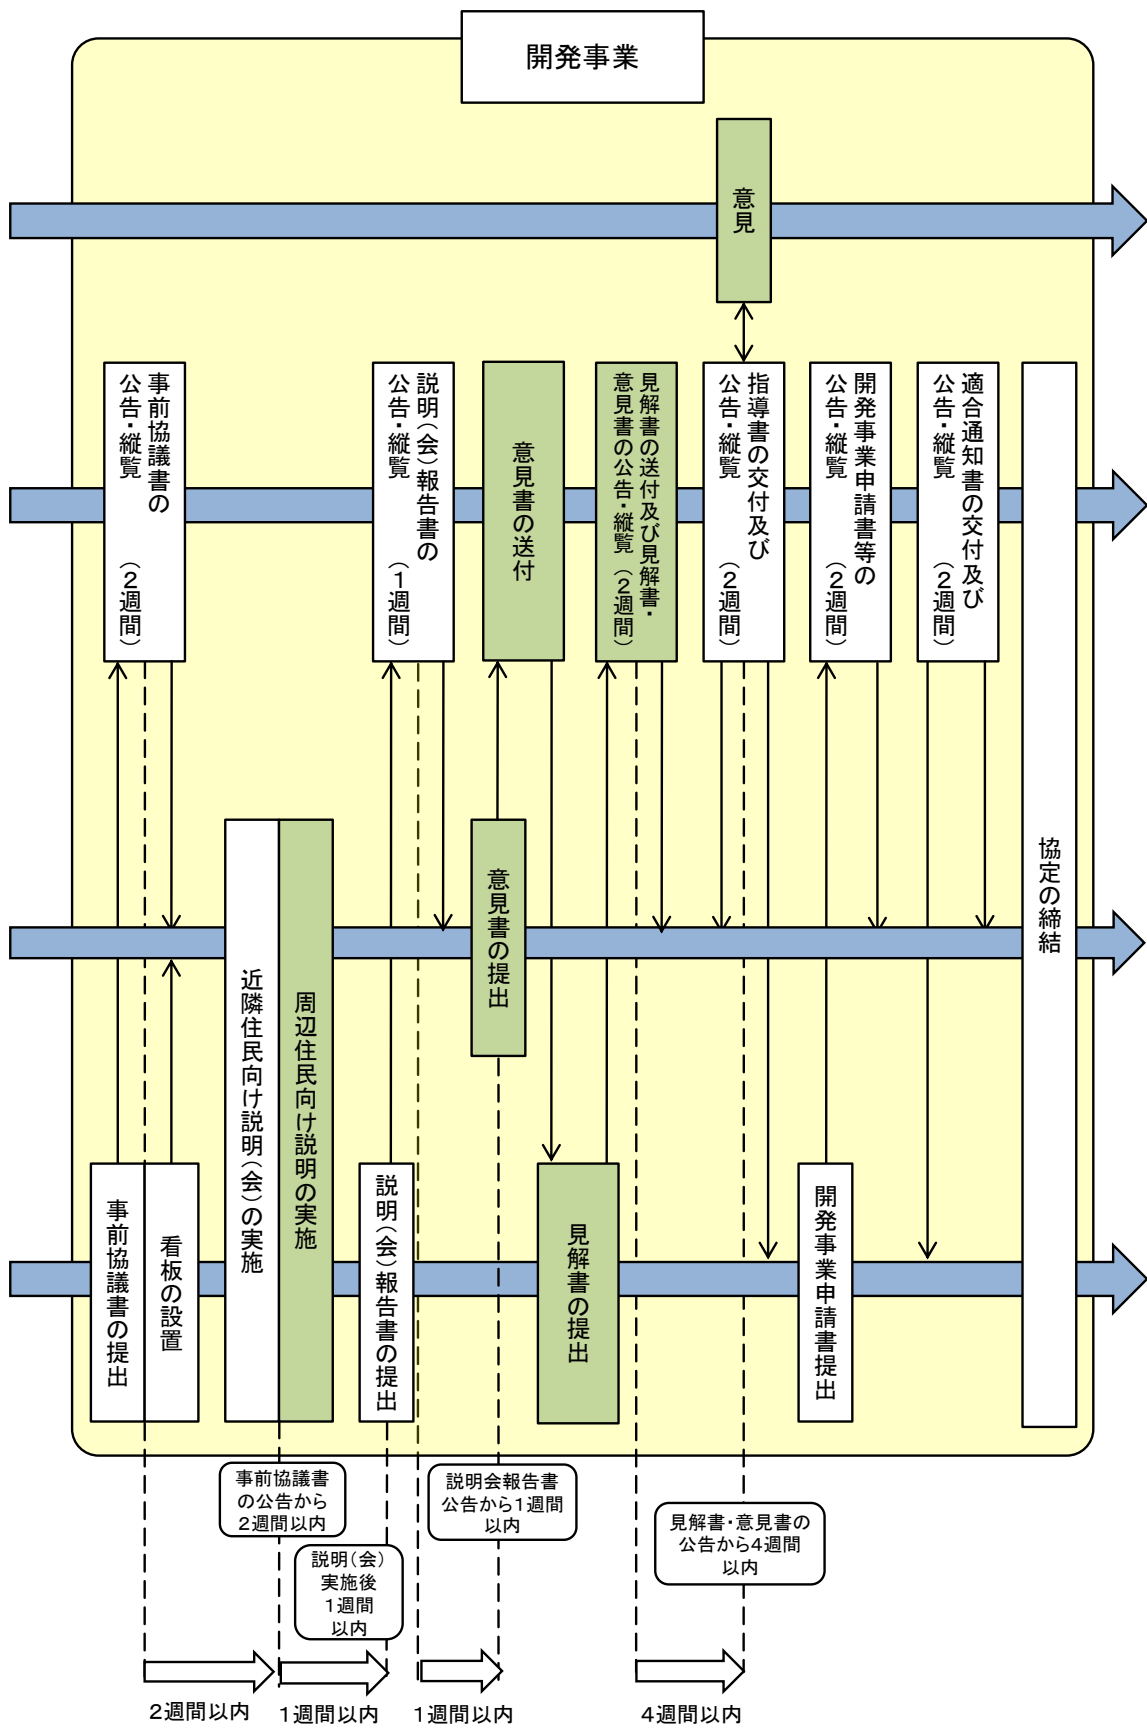 開発事業
意見
事前協議書の
公告・縦覧　（２週間）
説明（会）報告書の
公告・縦覧　（１週間）
意見書の送付
見解書の送付及び見解書・
意見書の公告・縦覧（２週間）
指導書の交付及び
公告・縦覧　（２週間）
開発事業申請書等の
公告・縦覧　（２週間）
適合通知書の交付及び
公告・縦覧　（２週間）
協定の締結
近隣住民向け説明（会）の実施
周辺住民向け説明の実施
意見書の提出
事前協議書の提出
看板の設置
説明（会）報告書の提出
見解書の提出
開発事業申請書提出
事前協議書
の公告から
２週間以内
説明（会）
実施後
１週間
以内
説明会報告書
公告から１週間
以内
見解書・意見書の
公告から４週間
以内
２週間以内
１週間以内
１週間以内
４週間以内